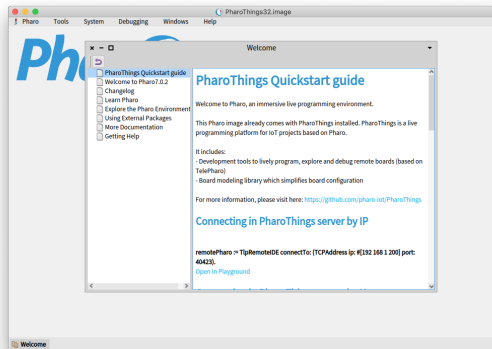 PharoThings32.image
Pharo Tools System Debugging Windows Help
Welcome
PharoThings Quickstart guide
Welcome to Pharo7.0.2
Changelog
Learn Pharo
Explore the Pharo Environment
Using External Packages
More Documentation
Getting Help
PharoThings Quickstart guide
Welcome to Pharo, an immersive live programming environment.
This Pharo image already comes with PharoThings installed. PharoThings is a live
programming platform for IoT projects based on Pharo.
It includes:
- Development tools to lively program, explore and debug remote boards (based on
TelePharo)
- Board modeling library which simplifies board configuration
For more information, please visit here: https://github.com/pharo-iot/PharoThings
Connecting in PharoThings server by IP
remotePharo := TlpRemoteIDE connectTo: (TCPAddress ip: #[192 168 1 200] port:
40423).
Open in Playground
Welcome